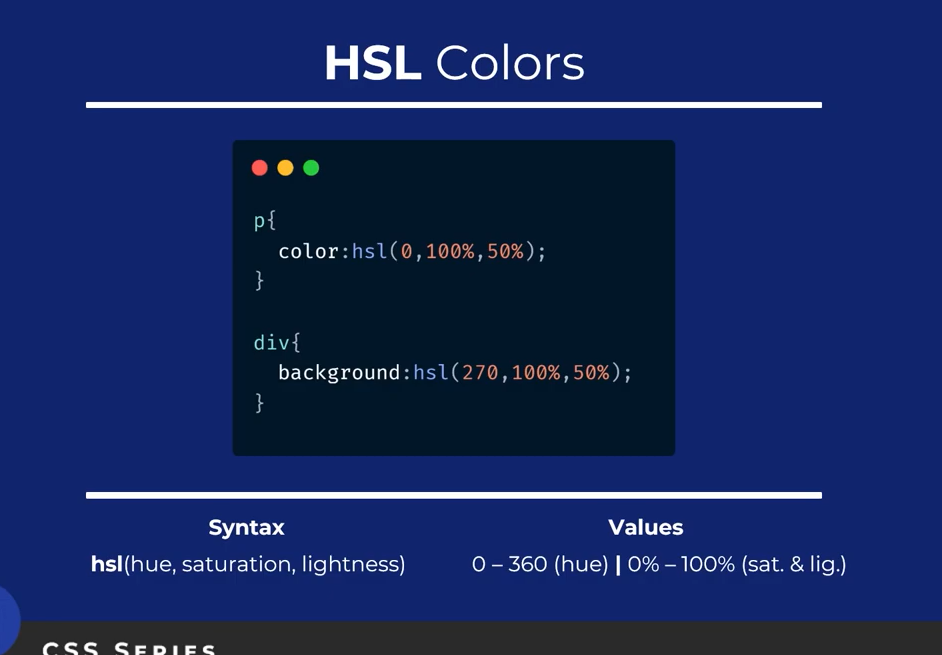 HSL Colors
p{
  color:hsl(0,100%,50%);
}
div{
  background:hsl(270,100%,50%);
}
Syntax
hsl(hue, saturation, lightness)
Values
0 – 360 (hue) | 0% – 100% (sat. & lig.)
CSS SERIES